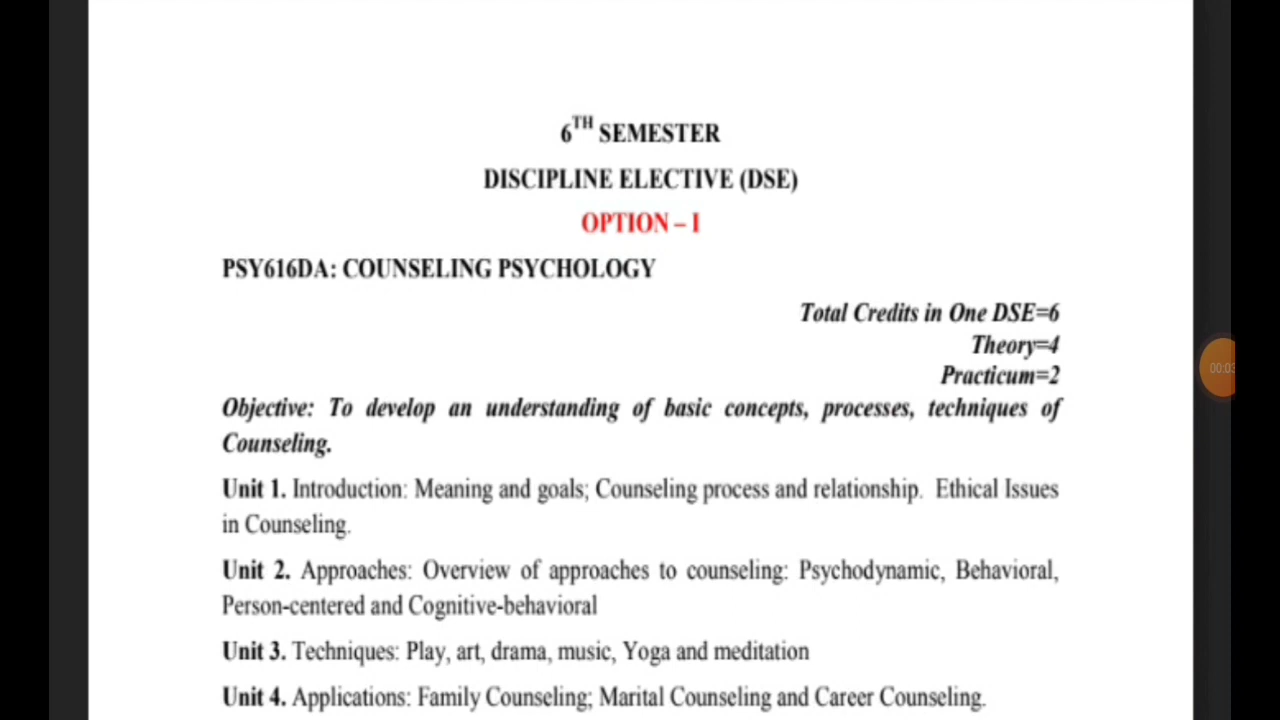 6TH SEMESTER
DISCIPLINE ELECTIVE (DSE)
OPTION – I
PSY616DA: COUNSELING PSYCHOLOGY
Total Credits in One DSE=6
Theory=4
Practicum=2
Objective: To develop an understanding of basic concepts, processes, techniques of
Counseling.
Unit 1. Introduction: Meaning and goals; Counseling process and relationship. Ethical Issues
in Counseling.
Unit 2. Approaches: Overview of approaches to counseling: Psychodynamic, Behavioral,
Person-centered and Cognitive-behavioral
Unit 3. Techniques: Play, art, drama, music, Yoga and meditation
Unit 4. Applications: Family Counseling; Marital Counseling and Career Counseling.
00:03